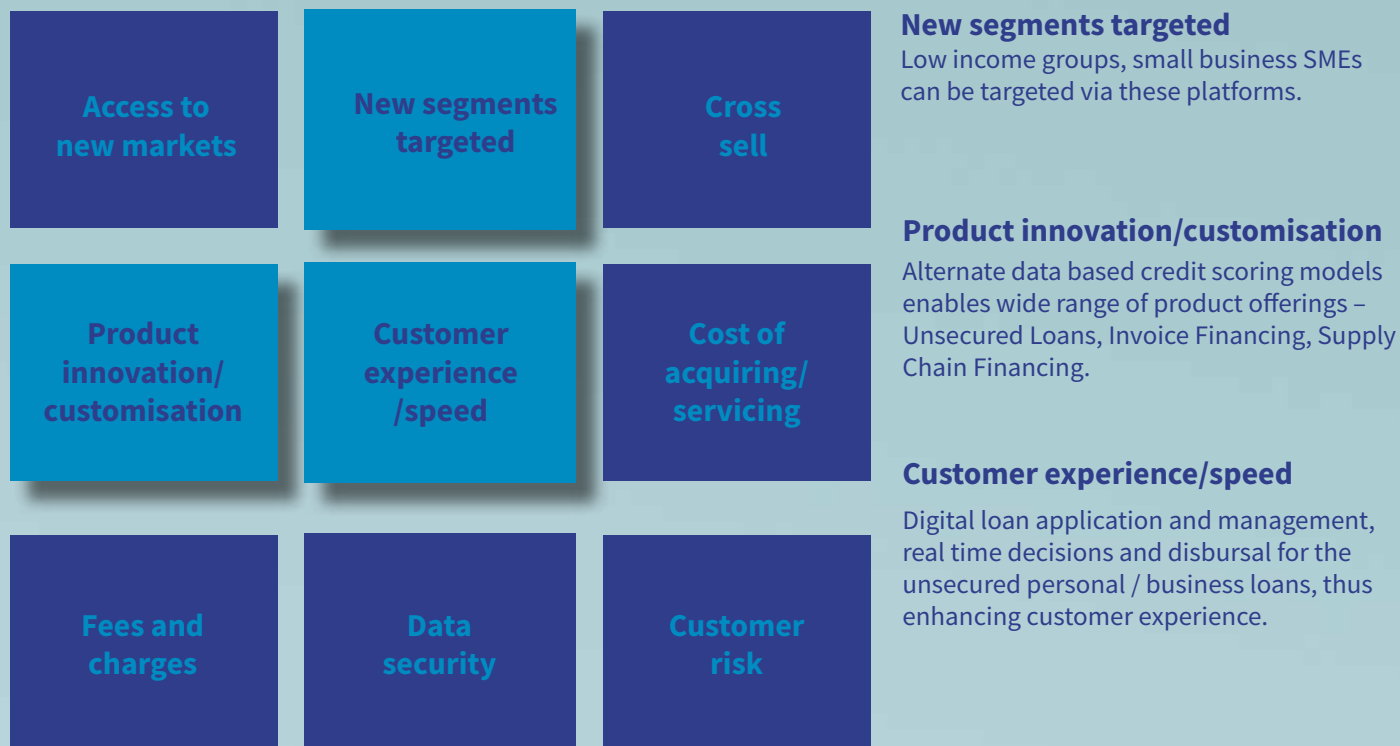 Access to
new markets
New segments
targeted
Cross
sell
Product
innovation/
customisation
Customer
experience
/speed
Cost of
acquiring/
servicing
Fees and
charges
Data
security
Customer
risk
New segments targeted
Low income groups, small business SMEs
can be targeted via these platforms.
Product innovation/customisation
Alternate data based credit scoring models
enables wide range of product offerings –
Unsecured Loans, Invoice Financing, Supply
Chain Financing.
Customer experience/speed
Digital loan application and management,
real time decisions and disbursal for the
unsecured personal / business loans, thus
enhancing customer experience.